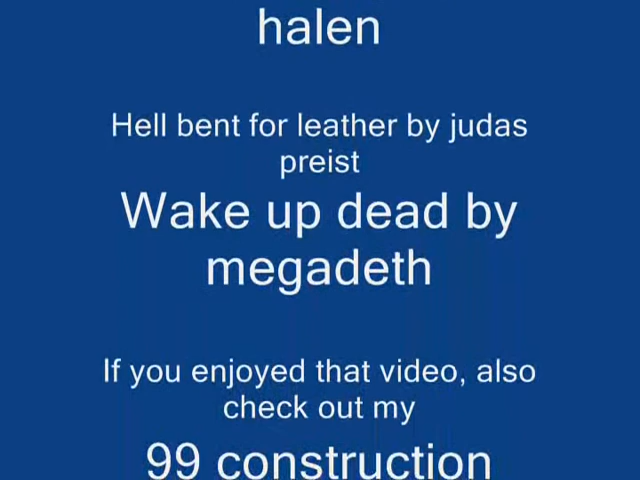 halen
Hell bent for leather by judas
preist
Wake up dead by
megadeth
If you enjoyed that video, also
check out my
99 construction